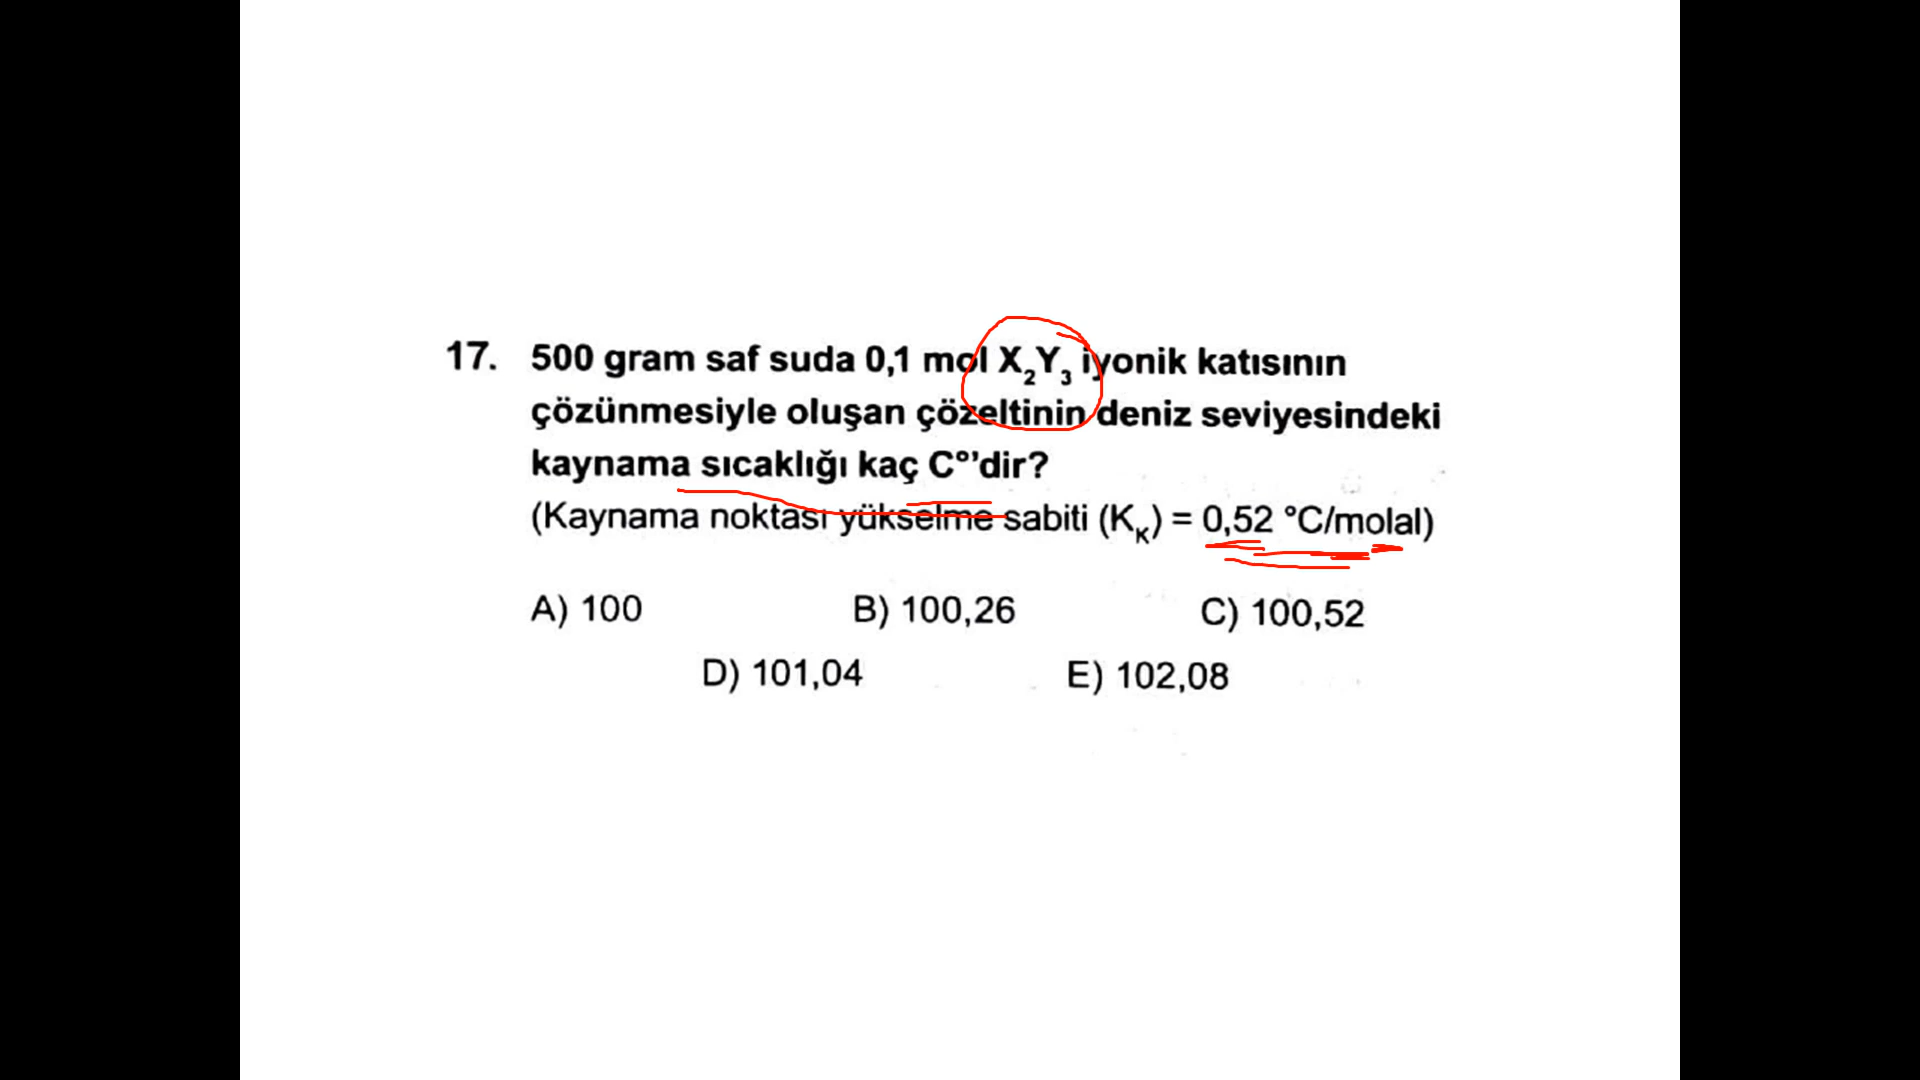 17. 500 gram saf suda 0,1 mol X₂Y₃ iyonik katısının
çözünmesiyle oluşan çözeltinin deniz seviyesindeki
kaynama sıcaklığı kaç C°'dir?
(Kaynama noktası yükselme sabiti (K_K) = 0,52 °C/molal)
A) 100 B) 100,26 C) 100,52
D) 101,04 E) 102,08